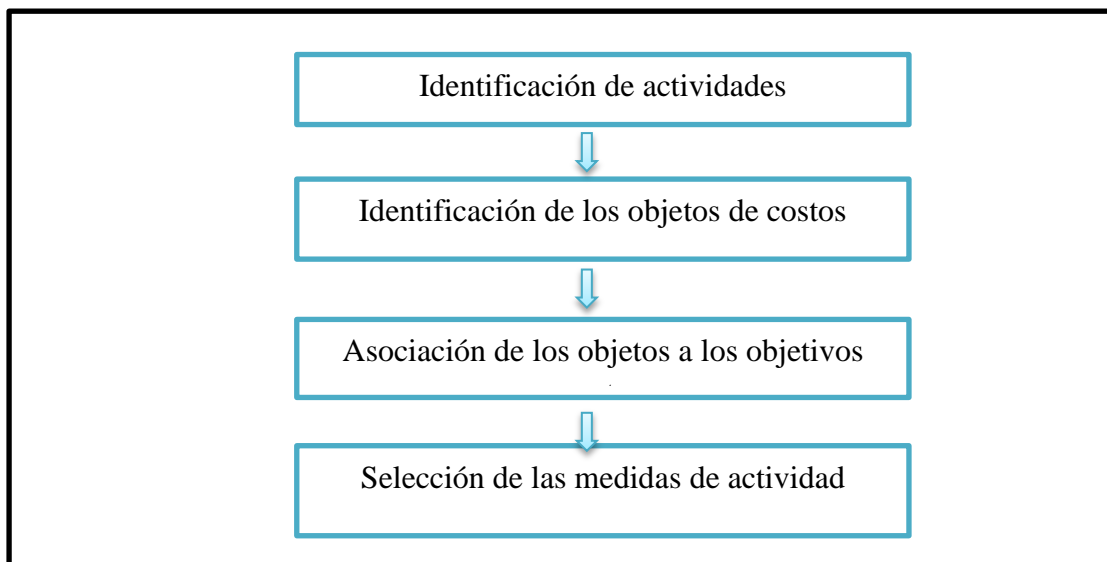 Identificación de actividades
Identificación de los objetos de costos
Asociación de los objetos a los objetivos
Selección de las medidas de actividad